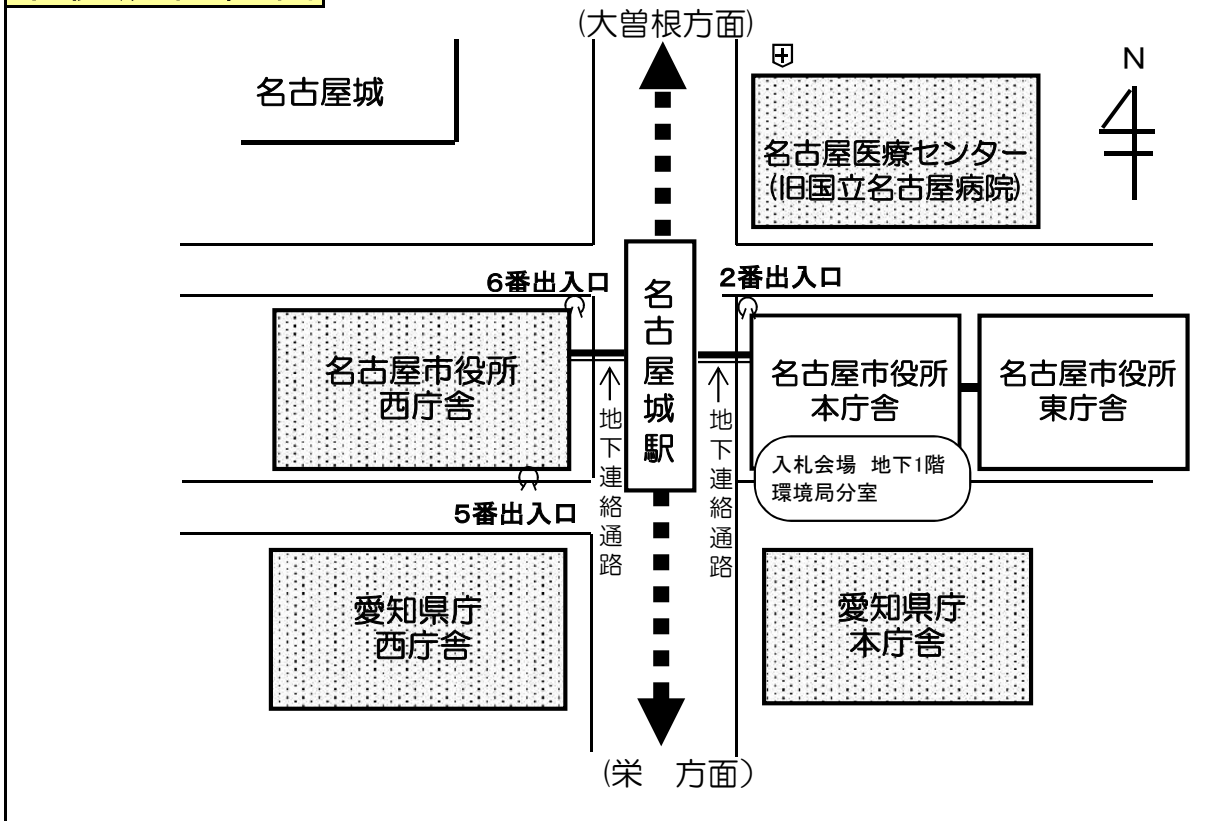 (大曽根方面)
名古屋城
N
名古屋医療センター
(旧国立名古屋病院)
6番出入口
2番出入口
名古屋城駅
名古屋市役所
西庁舎
名古屋市役所
本庁舎
名古屋市役所
東庁舎
地下連絡通路
地下連絡通路
入札会場 地下1階
環境局分室
5番出入口
愛知県庁
西庁舎
愛知県庁
本庁舎
(栄 方面)